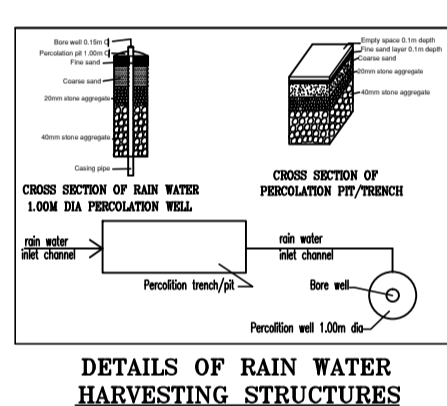 Bore well 0.15m
Percolation pit 1.00m
Fine sand
Coarse sand
20mm stone aggregate
40mm stone aggregate
Casing pipe
CROSS SECTION OF RAIN WATER
1.00M DIA PERCOLATION WELL
Empty space 0.1m depth
Fine sand layer 0.1m depth
Coarse sand
20mm stone aggregate
40mm stone aggregate
CROSS SECTION OF
PERCOLATION PIT/TRENCH
rain water
inlet channel
Percolition trench/pit
rain water
inlet channel
Bore well
Percolition well 1.00m dia
DETAILS OF RAIN WATER
HARVESTING STRUCTURES